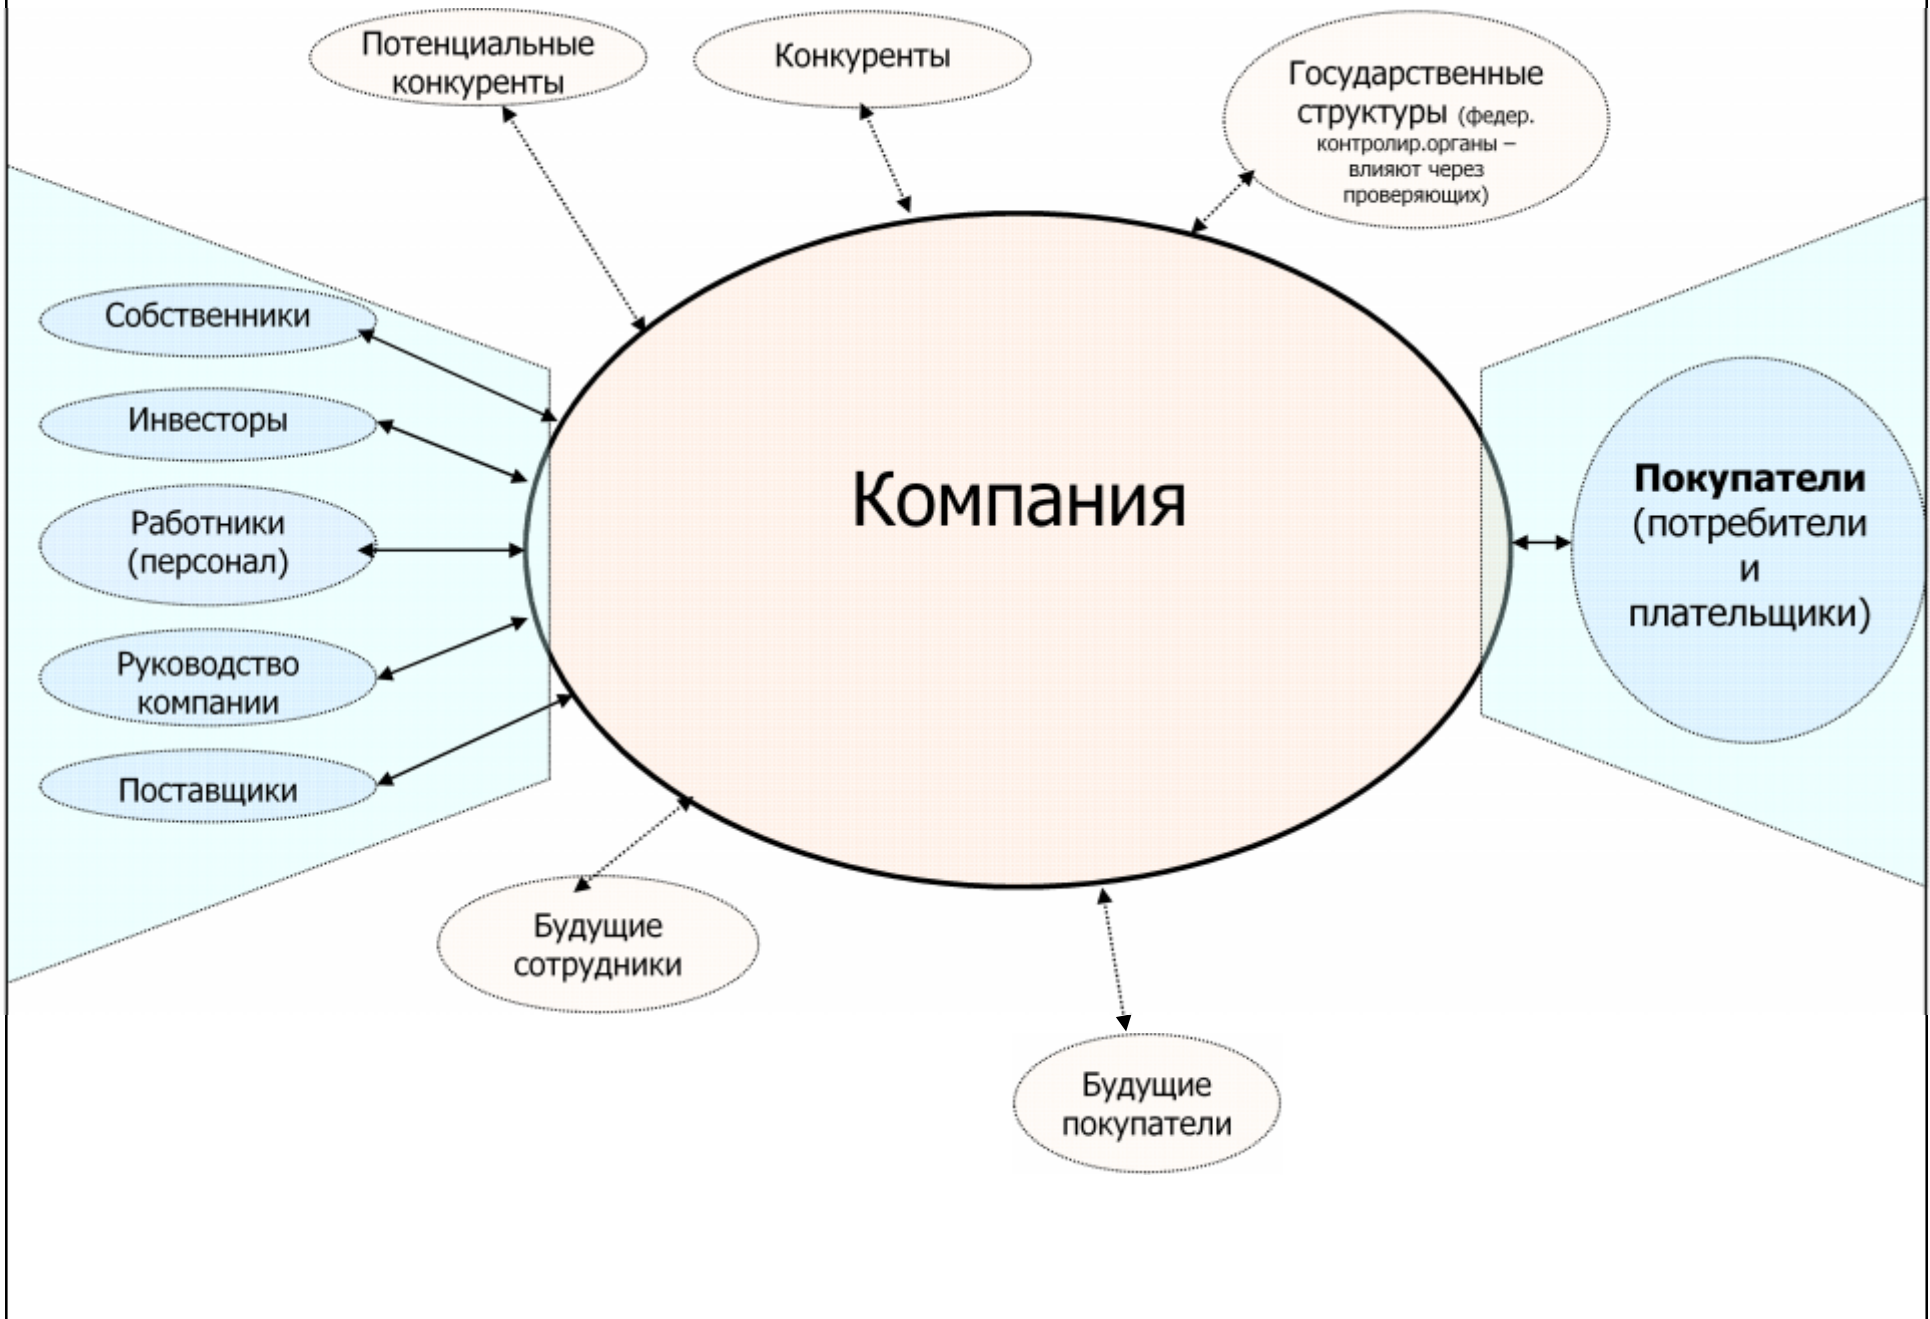 Потенциальные
конкуренты
Конкуренты
Государственные
структуры (федер.
контролир.органы –
влияют через
проверяющих)
Собственники
Инвесторы
Работники
(персонал)
Руководство
компании
Поставщики
Компания
Покупатели
(потребители
и
плательщики)
Будущие
сотрудники
Будущие
покупатели